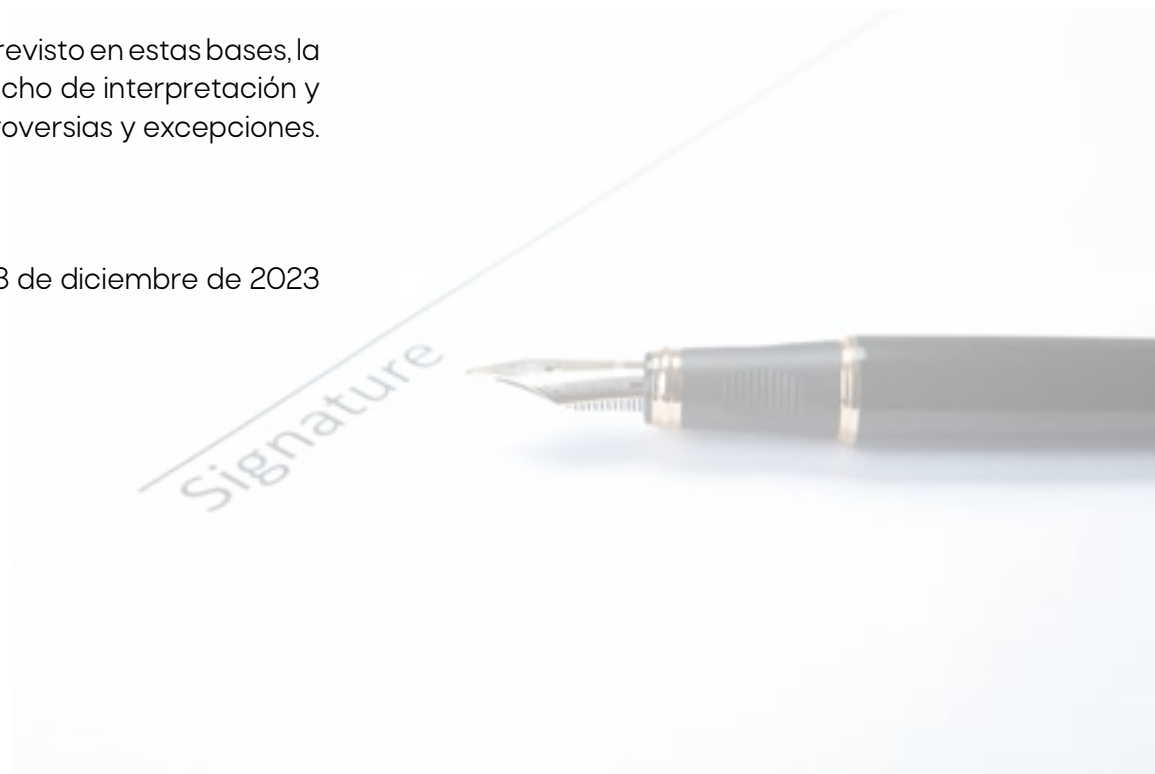 revisto en estas bases, la
cho de interpretación y
roversias y excepciones.
3 de diciembre de 2023
Signature